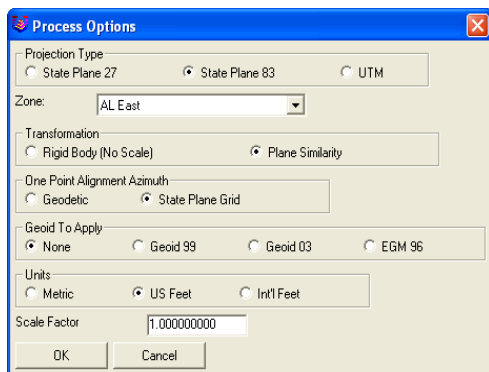 Process Options
Projection Type
State Plane 27 State Plane 83 UTM
Zone: AL East
Transformation
Rigid Body (No Scale) Plane Similarity
One Point Alignment Azimuth
Geodetic State Plane Grid
Geoid To Apply
None Geoid 99 Geoid 03 EGM 96
Units
Metric US Feet Int'l Feet
Scale Factor 1.000000000
OK Cancel